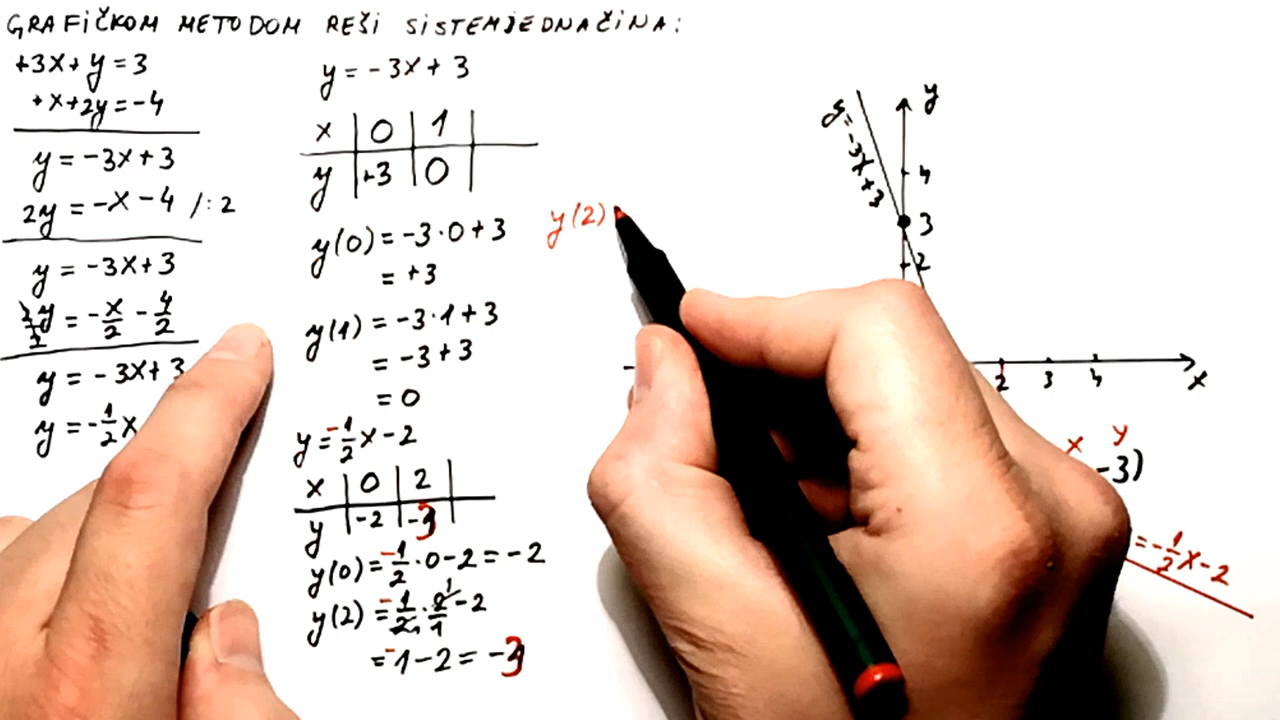 GRAFIČKOM METODOM REŠI SISTEM JEDNAČINA:
+3x+y=3
+x+2y=-4
y=-3x+3
2y=-x-4 /:2
y=-3x+3
2y/2=-x/2-4/2
y=-3x+3
y=-1/2x
y=-3x+3
x 0 1
y +3 0
y(0)=-3·0+3
=+3
y(1)=-3·1+3
=-3+3
=0
y=-1/2x-2
x 0 2
y -2 -3
y(0)=-1/2·0-2=-2
y(2)=-1/2·2/1-2
=-1-2=-3
y(2)
y
y=-3x+3
4
3
2
2 3 4
x
x y
-3)
=-1/2x-2